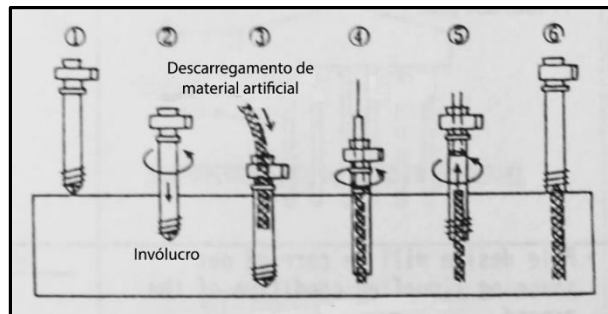 ① ② ③ ④ ⑤ ⑥
Descarregamento de
material artificial
Invólucro